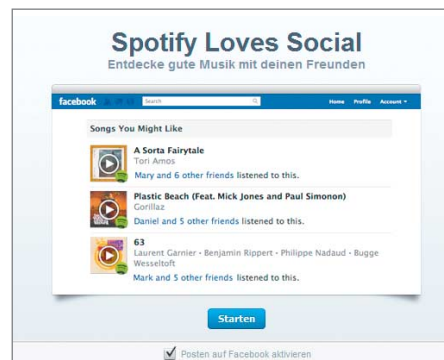 Spotify Loves Social
Entdecke gute Musik mit deinen Freunden
facebook Search Home Profile Account
Songs You Might Like
A Sorta Fairytale
Tori Amos
Mary and 6 other friends listened to this.
Plastic Beach (Feat. Mick Jones and Paul Simonon)
Gorillaz
Daniel and 5 other friends listened to this.
63
Laurent Garnier - Benjamin Rippert - Philippe Nadaud - Bugge
Wesseltoft
Mark and 5 other friends listened to this.
Starten
Posten auf Facebook aktivieren